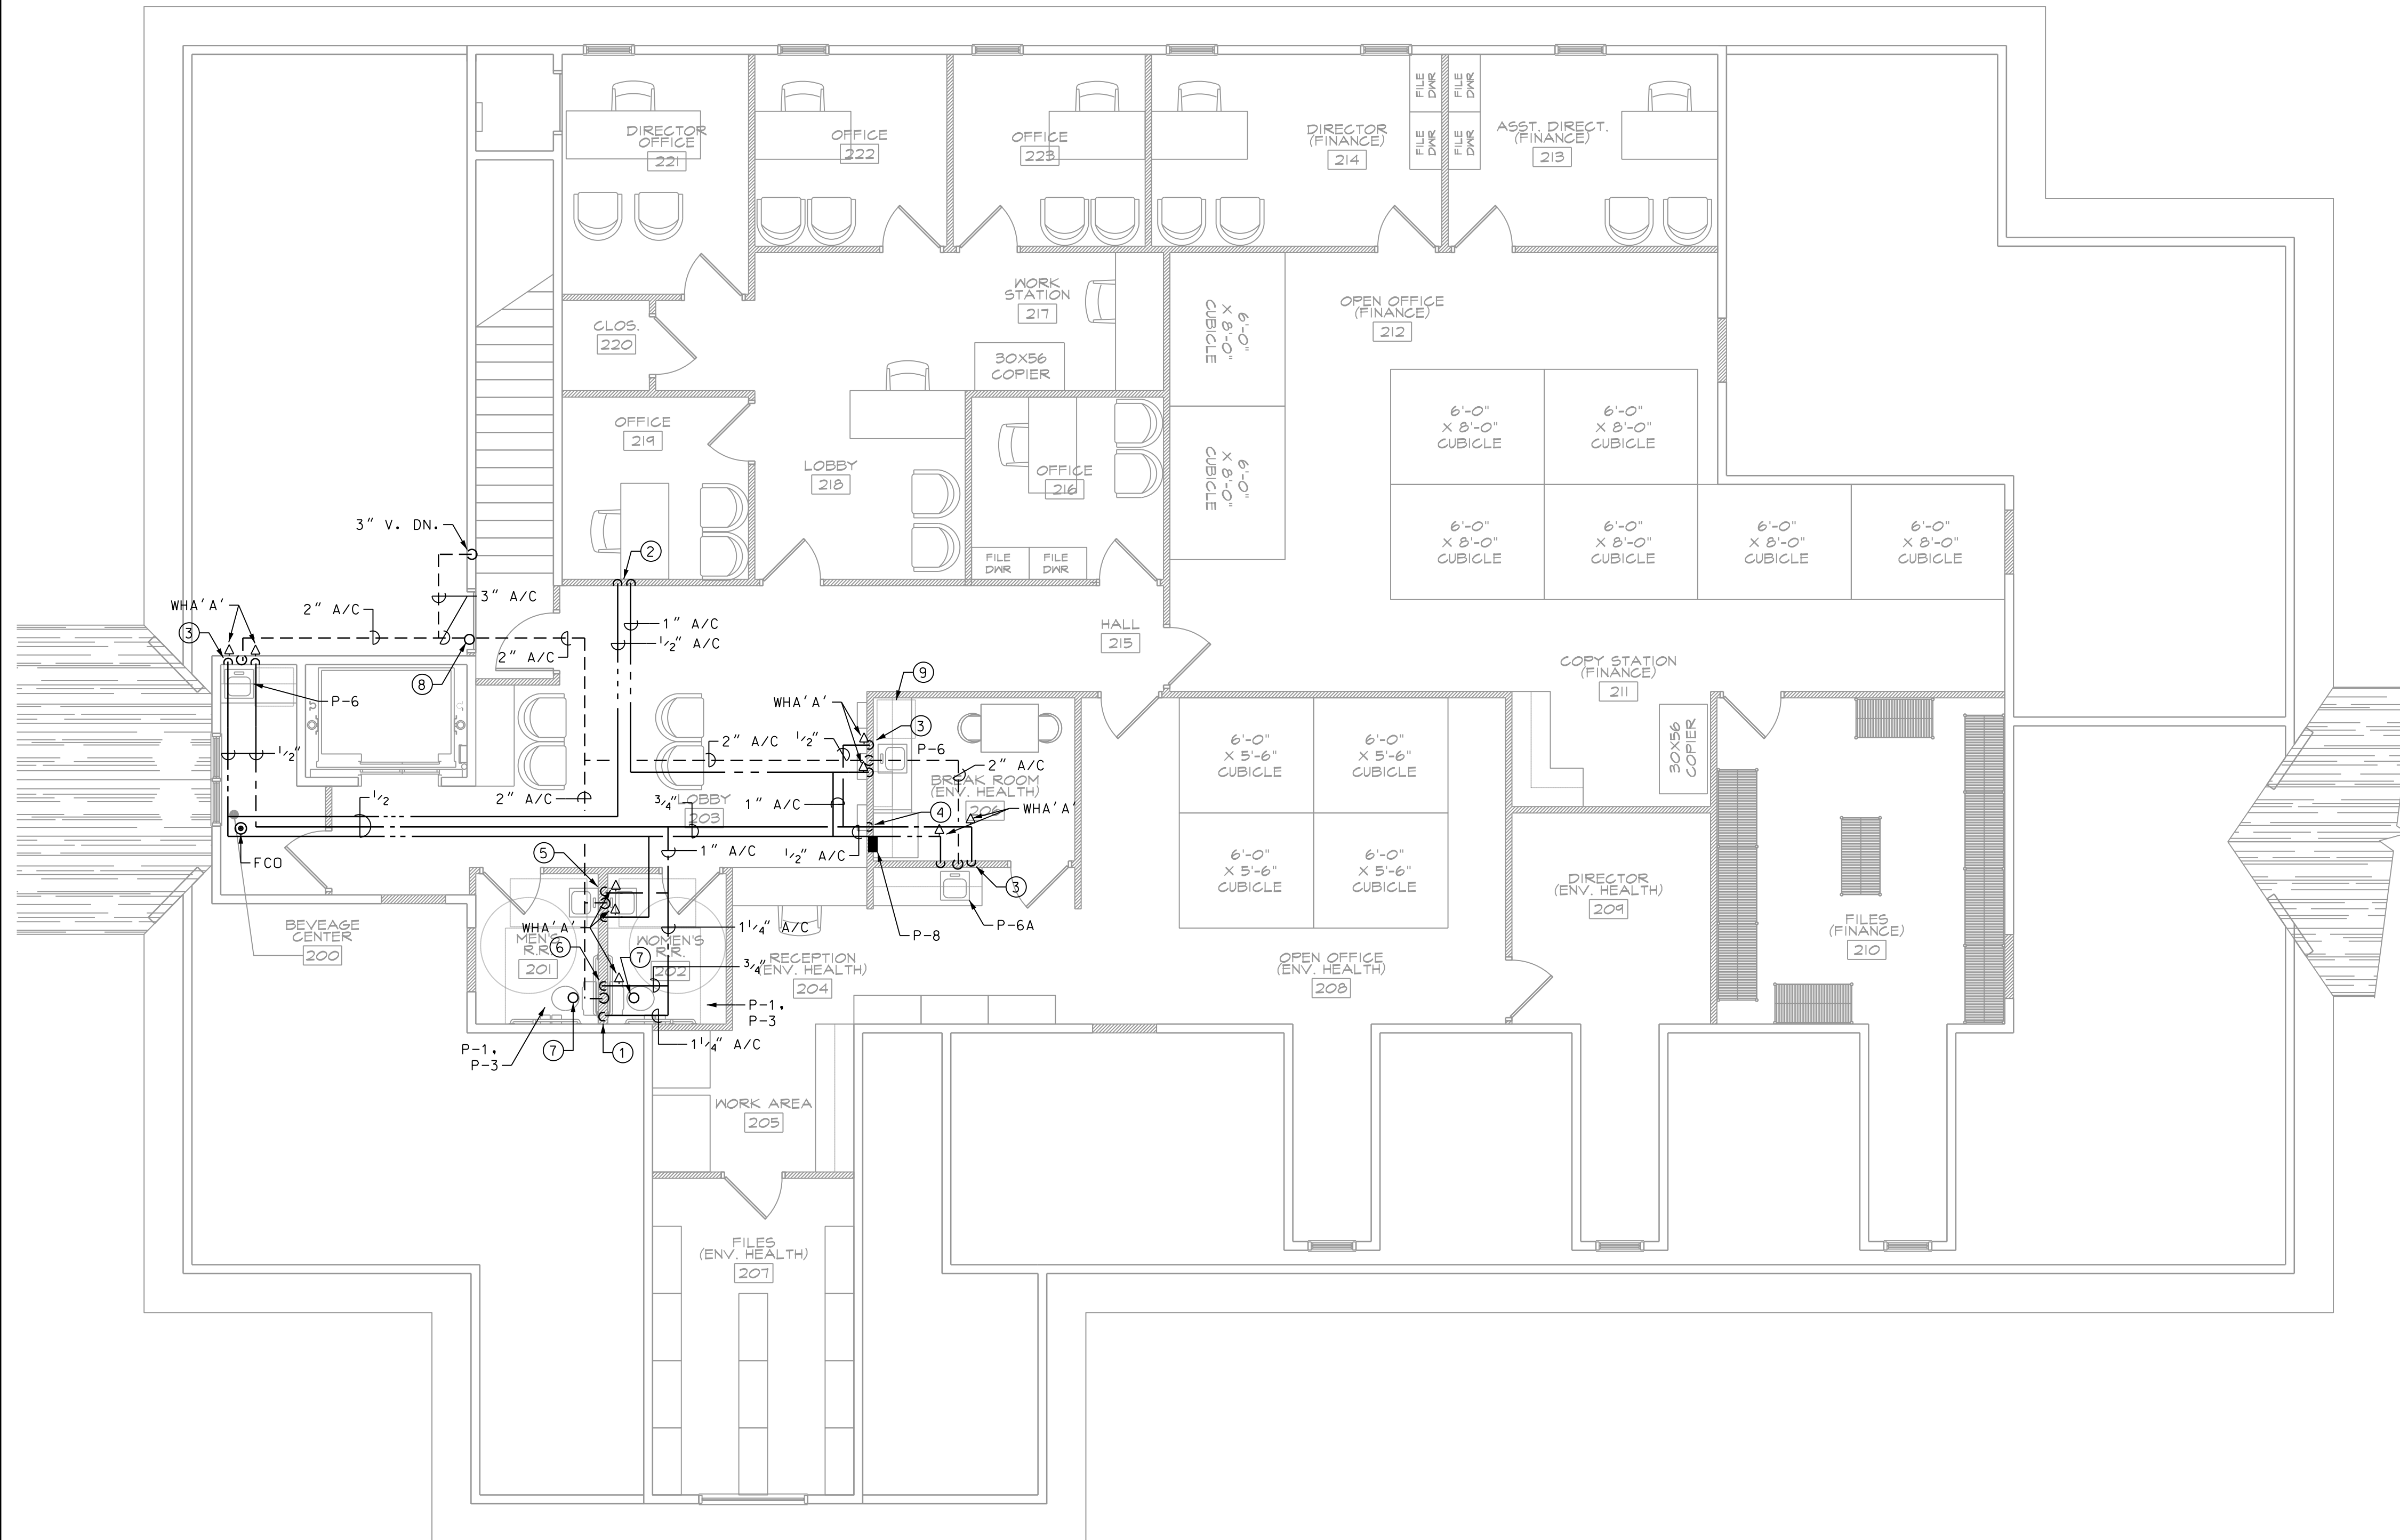 DIRECTOR
OFFICE
221
OFFICE
222
OFFICE
223
DIRECTOR
(FINANCE)
214
FILE
DWR
FILE
DWR
FILE
DWR
FILE
DWR
ASST. DIRECT.
(FINANCE)
213
WORK
STATION
217
30X56
COPIER
CLOS.
220
OFFICE
219
LOBBY
218
OFFICE
216
FILE
DWR
FILE
DWR
6'-0"
X 8'-0"
CUBICLE
6'-0"
X 8'-0"
CUBICLE
OPEN OFFICE
(FINANCE)
212
6'-0"
X 8'-0"
CUBICLE
6'-0"
X 8'-0"
CUBICLE
6'-0"
X 8'-0"
CUBICLE
6'-0"
X 8'-0"
CUBICLE
6'-0"
X 8'-0"
CUBICLE
6'-0"
X 8'-0"
CUBICLE
3" V. DN.
2
3" A/C
WHA'A'
2" A/C
3
2" A/C
1" A/C
1/2" A/C
HALL
215
COPY STATION
(FINANCE)
211
30X56
COPIER
8
P-6
1/2"
9
WHA'A'
3
2" A/C
1/2"
P-6
2" A/C
BREAK ROOM
(ENV. HEALTH)
206
6'-0"
X 5'-6"
CUBICLE
6'-0"
X 5'-6"
CUBICLE
6'-0"
X 5'-6"
CUBICLE
6'-0"
X 5'-6"
CUBICLE
1/2
2" A/C
3/4"
LOBBY
203
1" A/C
4
WHA'A'
FCO
5
1" A/C
1/2" A/C
3
P-6A
P-8
BEVEAGE
CENTER
200
WHA'A'
MEN'S
R.R.
201
6
WOMEN'S
R.R.
202
7
1 1/4" A/C
3/4"
RECEPTION
(ENV. HEALTH)
204
P-1,
P-3
P-1,
P-3
7
1
1 1/4" A/C
DIRECTOR
(ENV. HEALTH)
209
OPEN OFFICE
(ENV. HEALTH)
208
FILES
(FINANCE)
210
WORK AREA
205
FILES
(ENV. HEALTH)
207